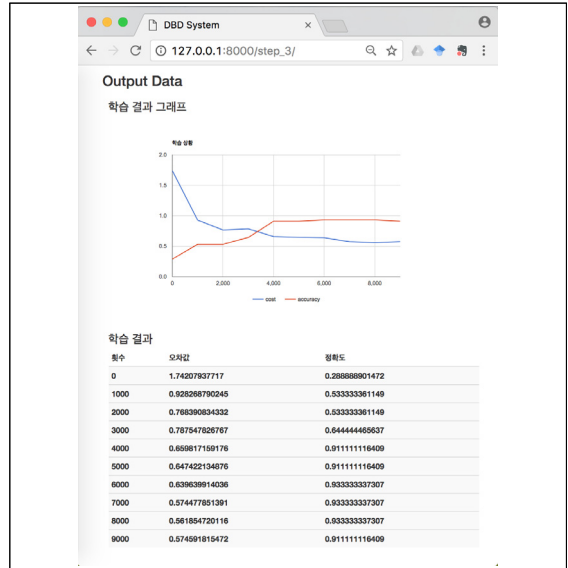 DBD System
127.0.0.1:8000/step_3/
Output Data
학습 결과 그래프
학습 상황
2.0
1.5
1.0
0.5
0.0
0 2,000 4,000 6,000 8,000
cost accuracy
학습 결과
횟수 오차값 정확도
0 1.74207937717 0.288888901472
1000 0.928268790245 0.533333361149
2000 0.768390834332 0.533333361149
3000 0.787547826767 0.644444465637
4000 0.659817159176 0.911111116409
5000 0.647422134876 0.911111116409
6000 0.639639914036 0.933333337307
7000 0.574477851391 0.933333337307
8000 0.561854720116 0.933333337307
9000 0.574591815472 0.911111116409